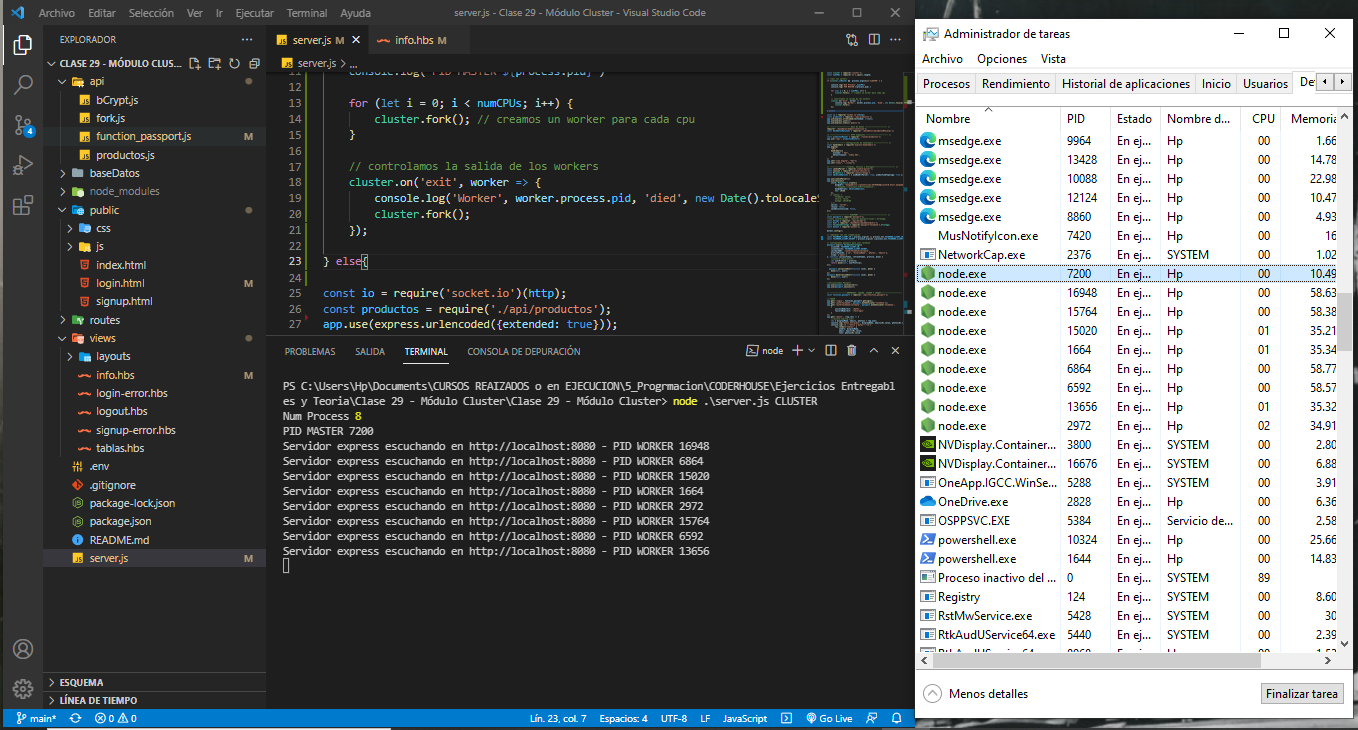 Archivo Editar Selección Ver Ir Ejecutar Terminal Ayuda
server.js - Clase 29 - Módulo Cluster - Visual Studio Code
EXPLORADOR
CLASE 29 - MÓDULO CLUS...
api
bCrypt.js
fork.js
function_passport.js M
productos.js
baseDatos
node_modules
public
css
js
index.html
login.html M
signup.html
routes
views
layouts
info.hbs M
login-error.hbs
logout.hbs
signup-error.hbs
tablas.hbs
.env
.gitignore
package-lock.json
package.json
README.md
server.js M
ESQUEMA
LÍNEA DE TIEMPO
4
server.js M
info.hbs M
server.js > ...
11 console.log(`PID MASTER ${process.pid}`)
12
13 for (let i = 0; i < numCPUs; i++) {
14 cluster.fork(); // creamos un worker para cada cpu
15 }
16
17 // controlamos la salida de los workers
18 cluster.on('exit', worker => {
19 console.log('Worker', worker.process.pid, 'died', new Date().toLocaleS
20 cluster.fork();
21 });
22
23 } else{
24
25 const io = require('socket.io')(http);
26 const productos = require('./api/productos');
27 app.use(express.urlencoded({extended: true}));
PROBLEMAS SALIDA TERMINAL CONSOLA DE DEPURACIÓN
node
PS C:\Users\Hp\Documents\CURSOS REAIZADOS o en EJECUCION\5_Progrmacion\CODERHOUSE\Ejercicios Entregabl
es y Teoria\Clase 29 - Módulo Cluster\Clase 29 - Módulo Cluster> node .\server.js CLUSTER
Num Process 8
PID MASTER 7200
Servidor express escuchando en http://localhost:8080 - PID WORKER 16948
Servidor express escuchando en http://localhost:8080 - PID WORKER 6864
Servidor express escuchando en http://localhost:8080 - PID WORKER 15020
Servidor express escuchando en http://localhost:8080 - PID WORKER 1664
Servidor express escuchando en http://localhost:8080 - PID WORKER 2972
Servidor express escuchando en http://localhost:8080 - PID WORKER 15764
Servidor express escuchando en http://localhost:8080 - PID WORKER 6592
Servidor express escuchando en http://localhost:8080 - PID WORKER 13656
main* 0 0 Lín. 23, col. 7 Espacios: 4 UTF-8 LF JavaScript Go Live
Administrador de tareas
Archivo Opciones Vista
Procesos Rendimiento Historial de aplicaciones Inicio Usuarios De
Nombre PID Estado Nombre d... CPU Memoria
msedge.exe 9964 En ej... Hp 00 1.66
msedge.exe 13428 En ej... Hp 00 14.78
msedge.exe 10088 En ej... Hp 00 22.98
msedge.exe 12124 En ej... Hp 00 10.47
msedge.exe 8860 En ej... Hp 00 4.93
MusNotifyIcon.exe 7420 En ej... Hp 00 16
NetworkCap.exe 2376 En ej... SYSTEM 00 1.02
node.exe 7200 En ej... Hp 00 10.49
node.exe 16948 En ej... Hp 00 58.63
node.exe 15764 En ej... Hp 00 58.38
node.exe 15020 En ej... Hp 01 35.21
node.exe 1664 En ej... Hp 01 35.34
node.exe 6864 En ej... Hp 00 58.77
node.exe 6592 En ej... Hp 00 58.57
node.exe 13656 En ej... Hp 01 35.32
node.exe 2972 En ej... Hp 02 34.91
NVDisplay.Container... 3800 En ej... SYSTEM 00 2.80
NVDisplay.Container... 16676 En ej... SYSTEM 00 6.88
OneApp.IGCC.WinSe... 5288 En ej... SYSTEM 00 3.91
OneDrive.exe 2828 En ej... Hp 00 6.36
OSPPSVC.EXE 5384 En ej... Servicio de... 00 2.58
powershell.exe 10324 En ej... Hp 00 25.66
powershell.exe 1644 En ej... Hp 00 14.83
Proceso inactivo del ... 0 En ej... SYSTEM 89
Registry 124 En ej... SYSTEM 00 8.60
RstMwService.exe 5428 En ej... SYSTEM 00 30
RtkAudUService64.exe 5440 En ej... SYSTEM 00 2.39
Menos detalles
Finalizar tarea